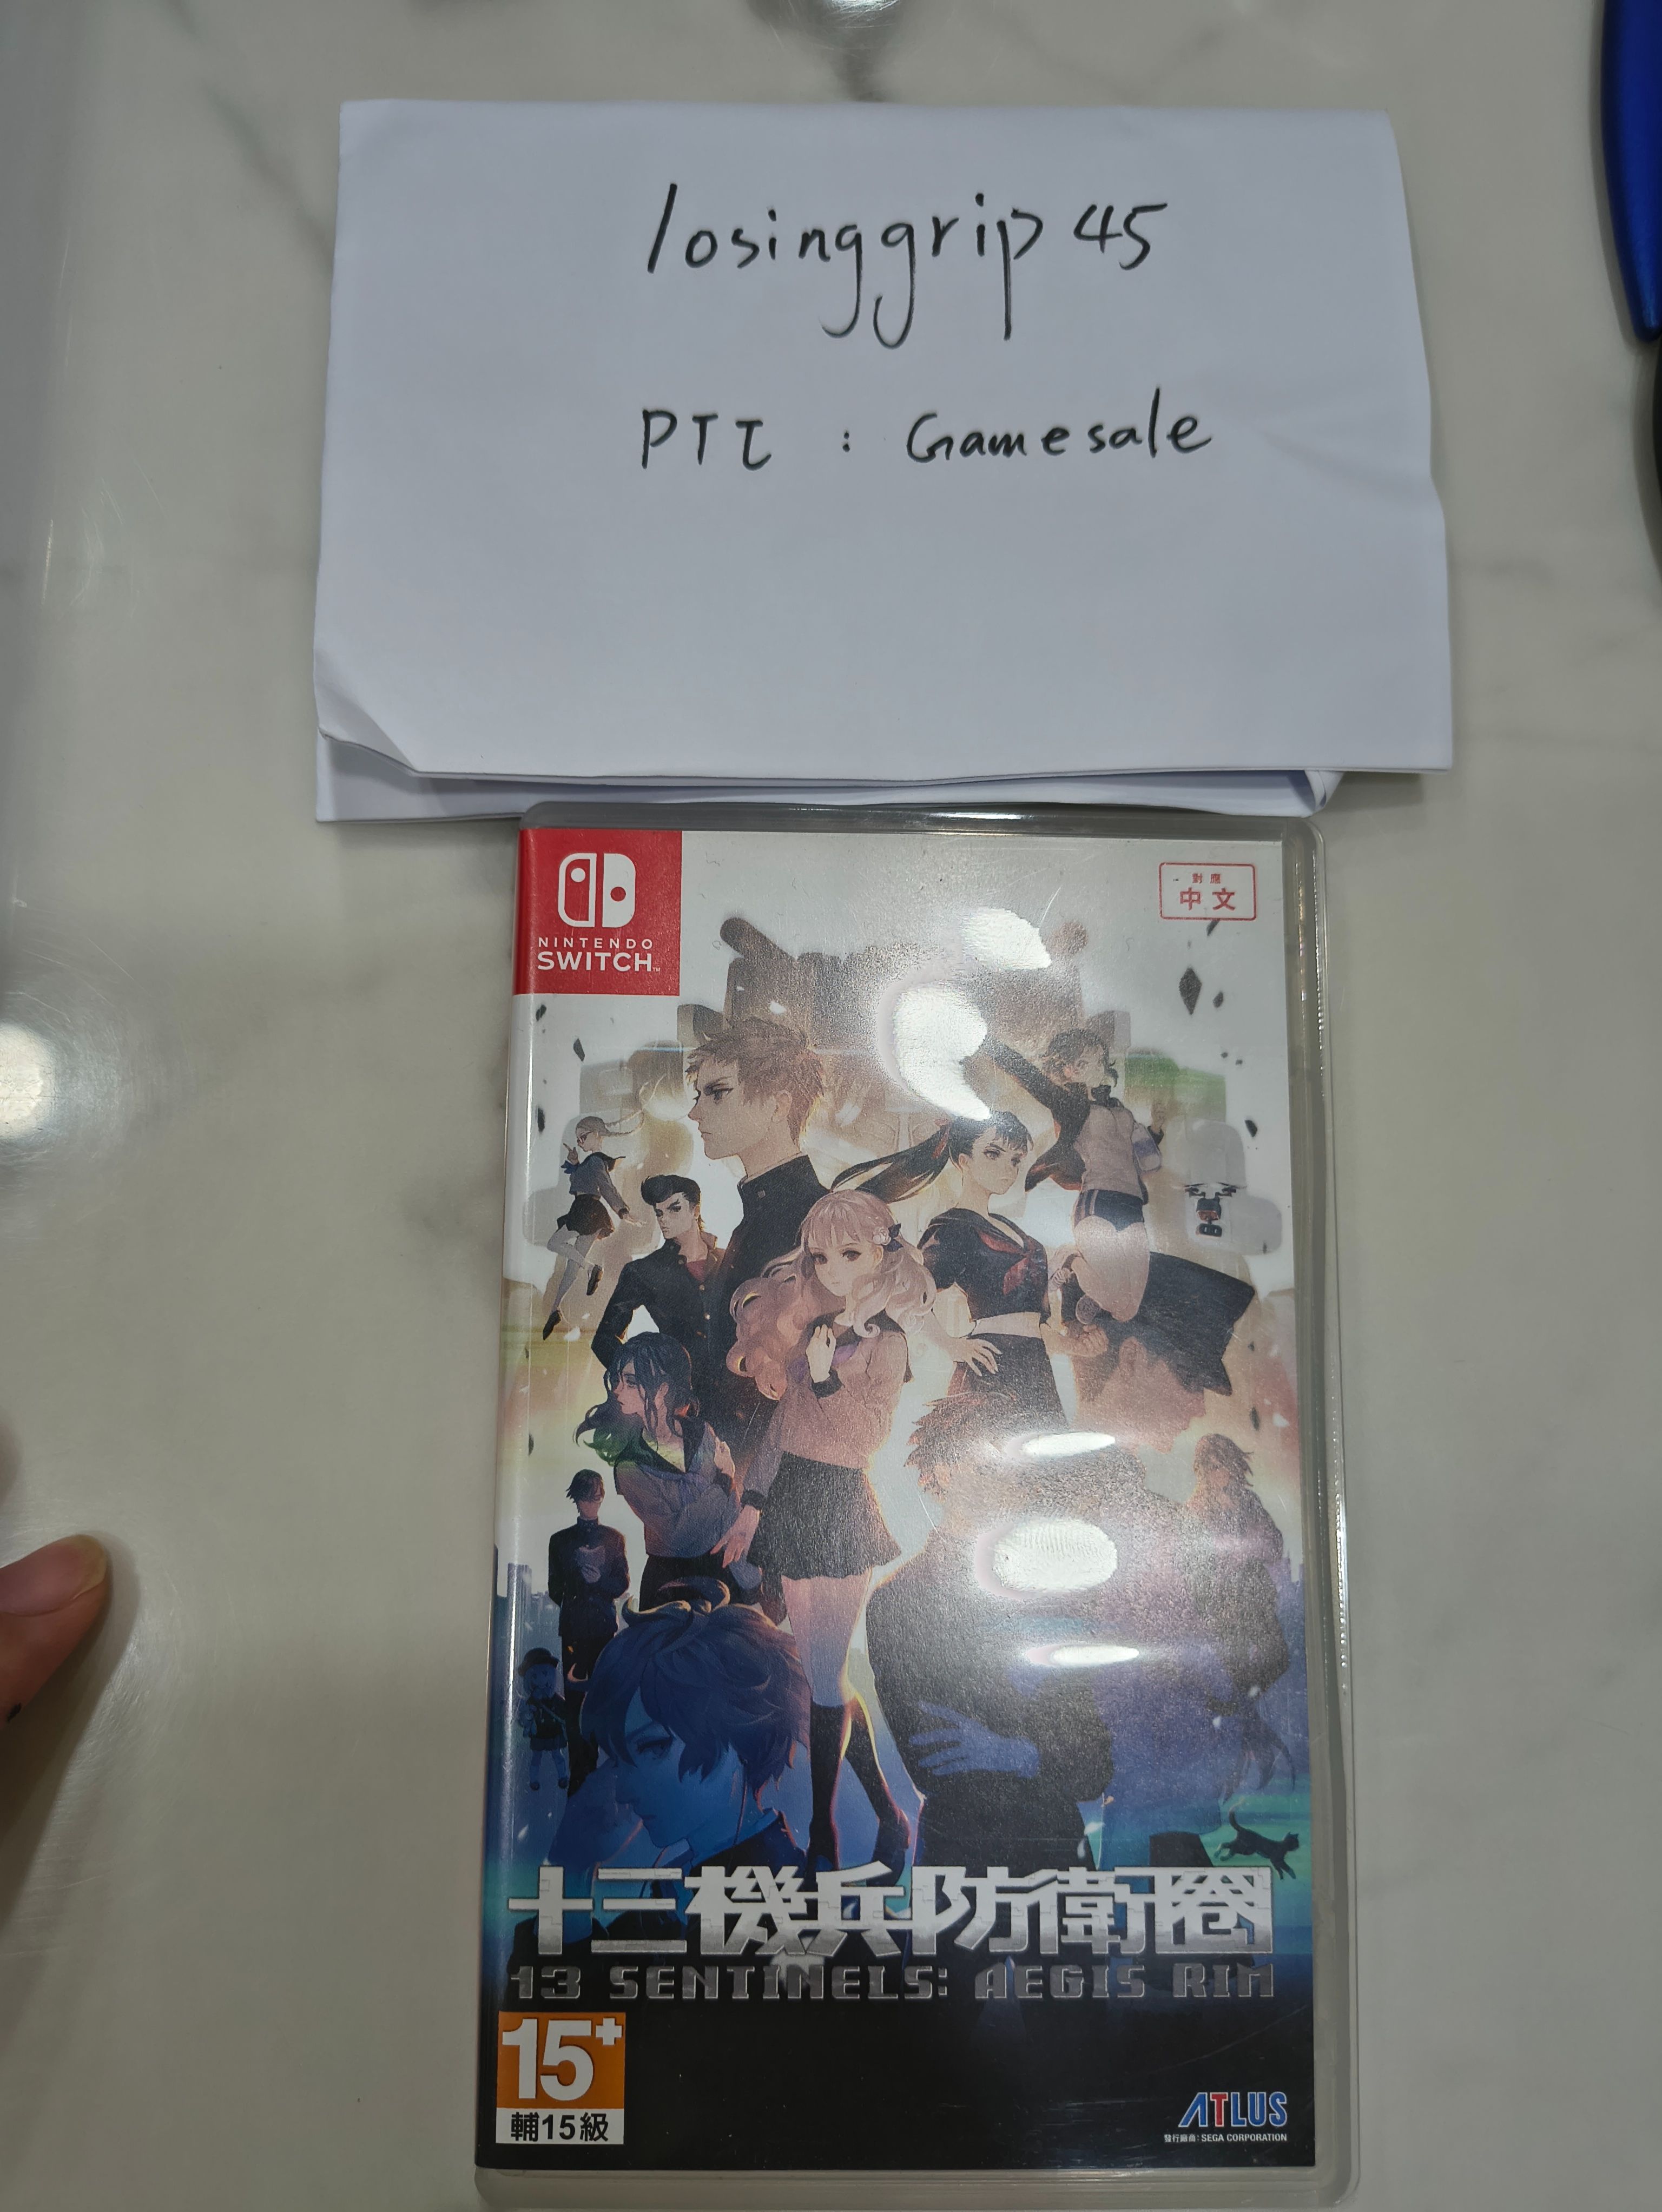 losinggrip45
PTT : Gamesale
NINTENDO
SWITCH™
對應
中文
十三機兵防衛圈
13 SENTINELS: AEGIS RIM
15+
輔15級
ATLUS
發行廠商: SEGA CORPORATION